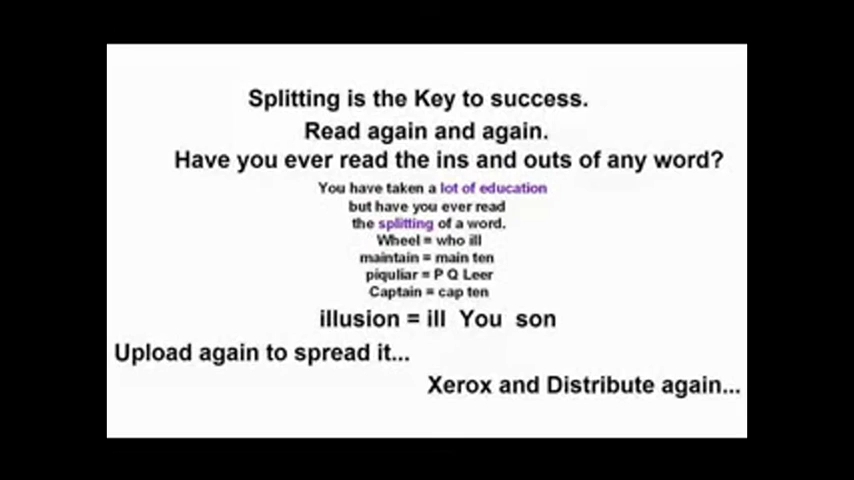 Splitting is the Key to success.
Read again and again.
Have you ever read the ins and outs of any word?
You have taken a lot of education
but have you ever read
the splitting of a word.
Wheel = who ill
maintain = main ten
piquliar = P Q Leer
Captain = cap ten
illusion = ill You son
Upload again to spread it...
Xerox and Distribute again...